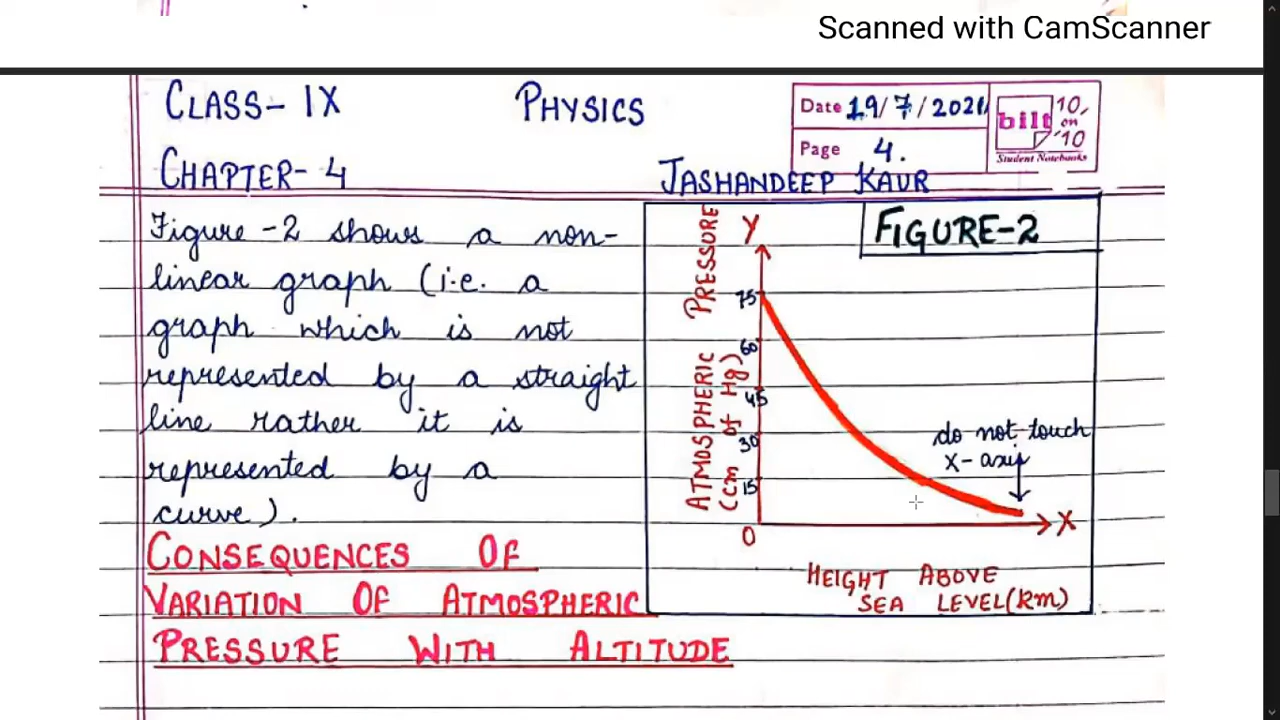 Scanned with CamScanner
CLASS-IX PHYSICS
Date 19/7/2021
bilt 10 on 10
Student Notebooks
Page 4.
CHAPTER-4 JASHANDEEP KAUR
Figure-2 shows a non-
linear graph (i.e. a
graph which is not
represented by a straight
line rather it is
represented by a
curve).
FIGURE-2
ATMOSPHERIC PRESSURE
(cm of Hg)
Y
75
60
45
30
15
0
X
do not touch
X-axis
HEIGHT ABOVE
SEA LEVEL(km)
CONSEQUENCES OF
VARIATION OF ATMOSPHERIC
PRESSURE WITH ALTITUDE